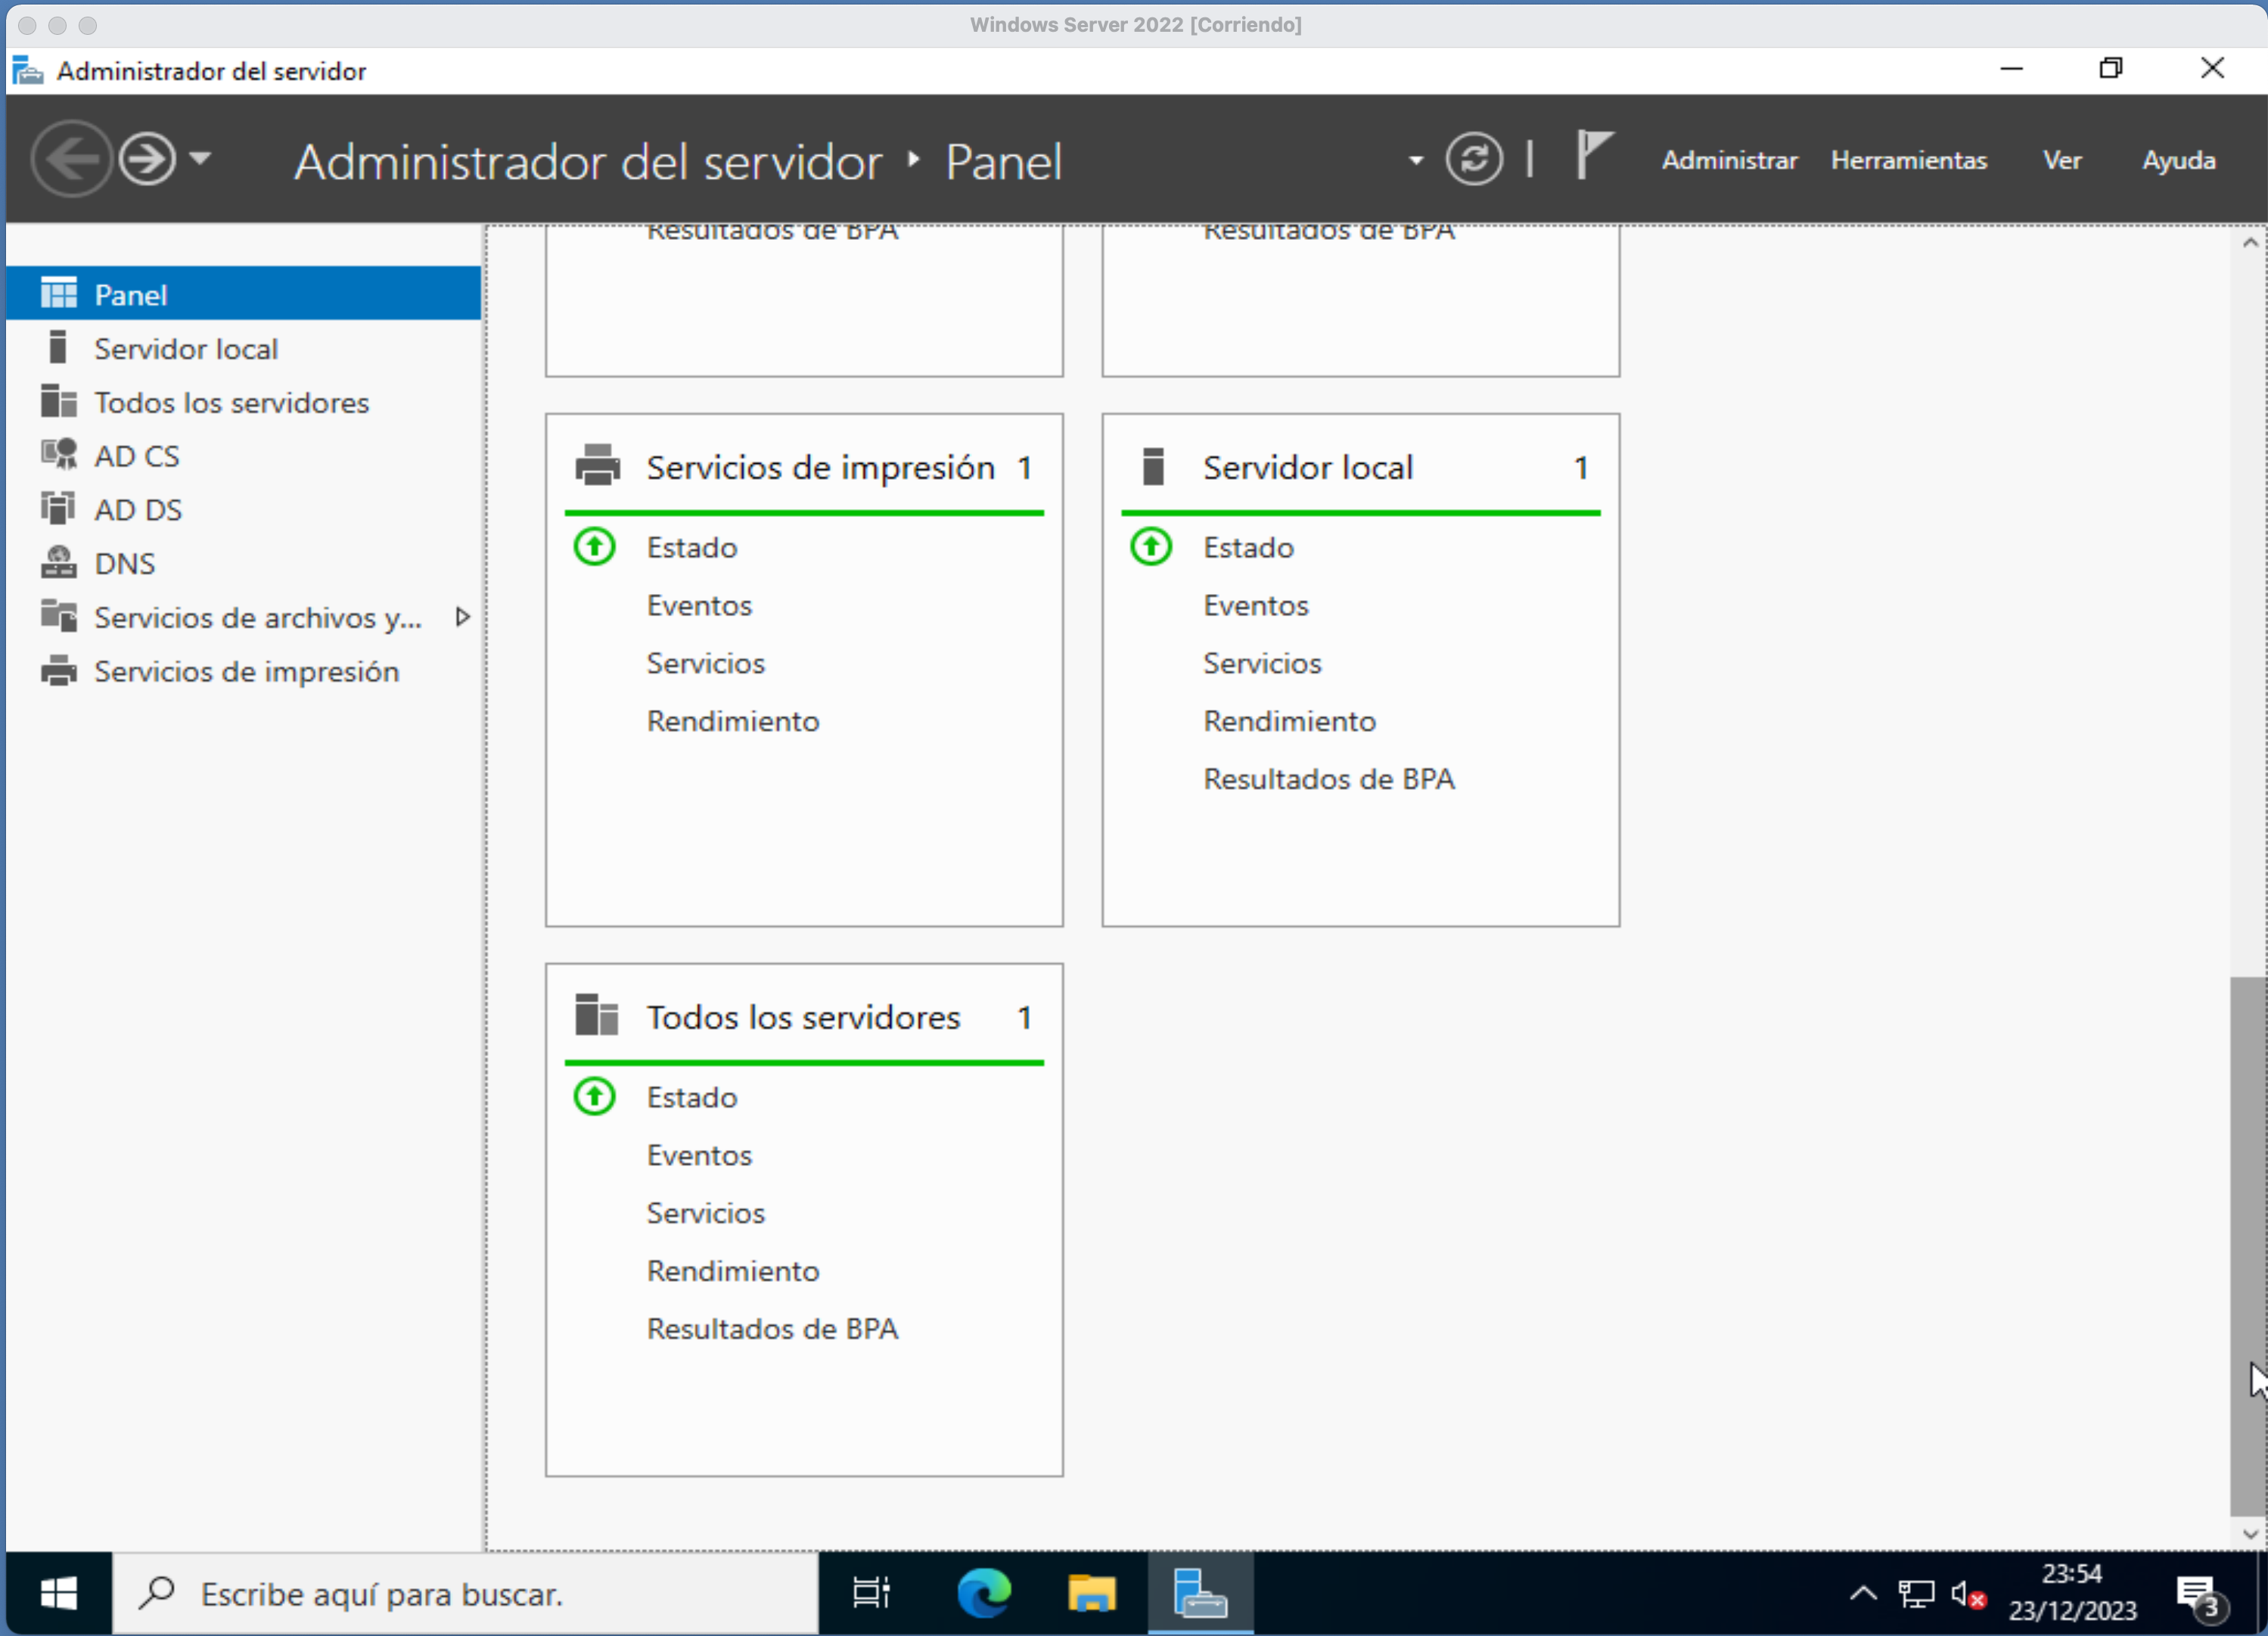 Windows Server 2022 [Corriendo]
Administrador del servidor
Administrador del servidor ‣ Panel
Administrar Herramientas Ver Ayuda
Panel
Servidor local
Todos los servidores
AD CS
AD DS
DNS
Servicios de archivos y...
Servicios de impresión
Resultados de BPA
Resultados de BPA
Servicios de impresión 1
Estado
Eventos
Servicios
Rendimiento
Servidor local 1
Estado
Eventos
Servicios
Rendimiento
Resultados de BPA
Todos los servidores 1
Estado
Eventos
Servicios
Rendimiento
Resultados de BPA
Escribe aquí para buscar.
23:54
23/12/2023
3